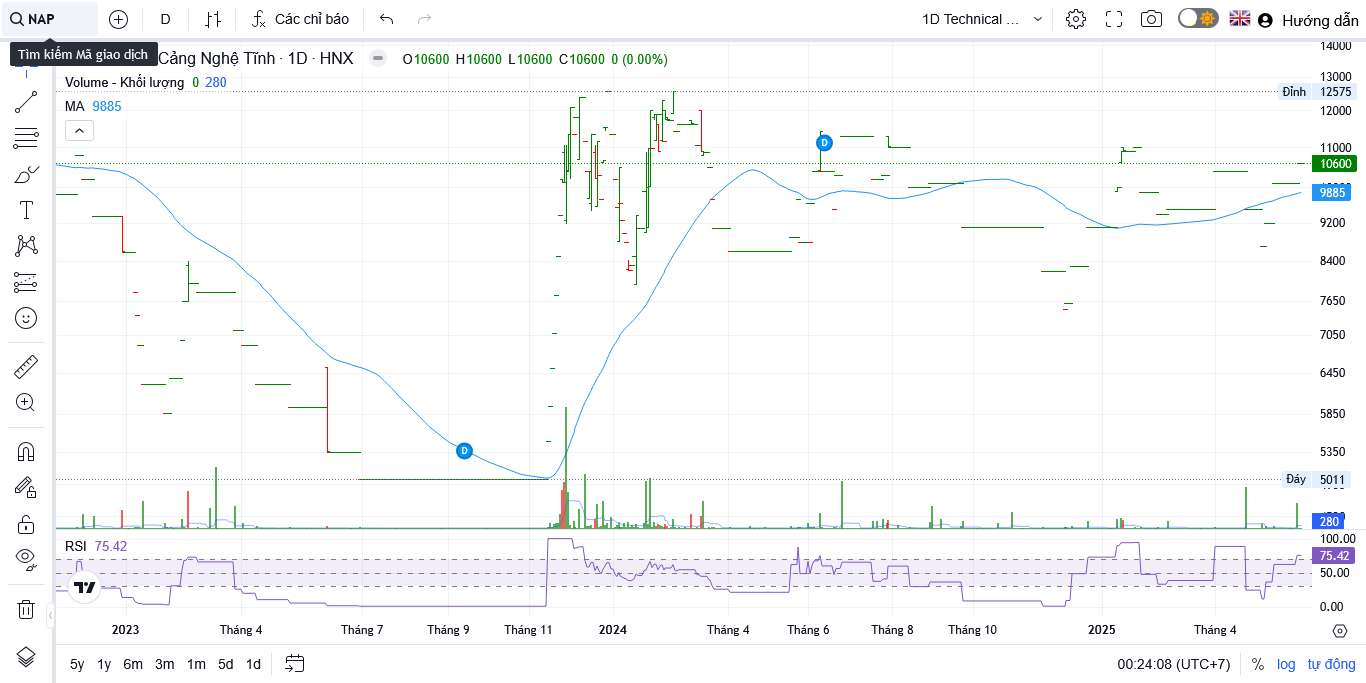 NAP
D
Các chỉ báo
1D Technical ...
Hướng dẫn
Tìm kiếm Mã giao dịch
Cảng Nghệ Tĩnh · 1D · HNX
O10600 H10600 L10600 C10600 0 (0.00%)
Volume - Khối lượng 0 280
MA 9885
14000
13000
Đỉnh 12575
12000
11000
10600
9885
9200
8400
7650
7050
6450
5850
5350
Đáy 5011
280
D
D
RSI 75.42
100.00
75.42
50.00
0.00
2023 Tháng 4 Tháng 7 Tháng 9 Tháng 11 2024 Tháng 4 Tháng 6 Tháng 8 Tháng 10 2025 Tháng 4
5y 1y 6m 3m 1m 5d 1d
00:24:08 (UTC+7) % log tự động